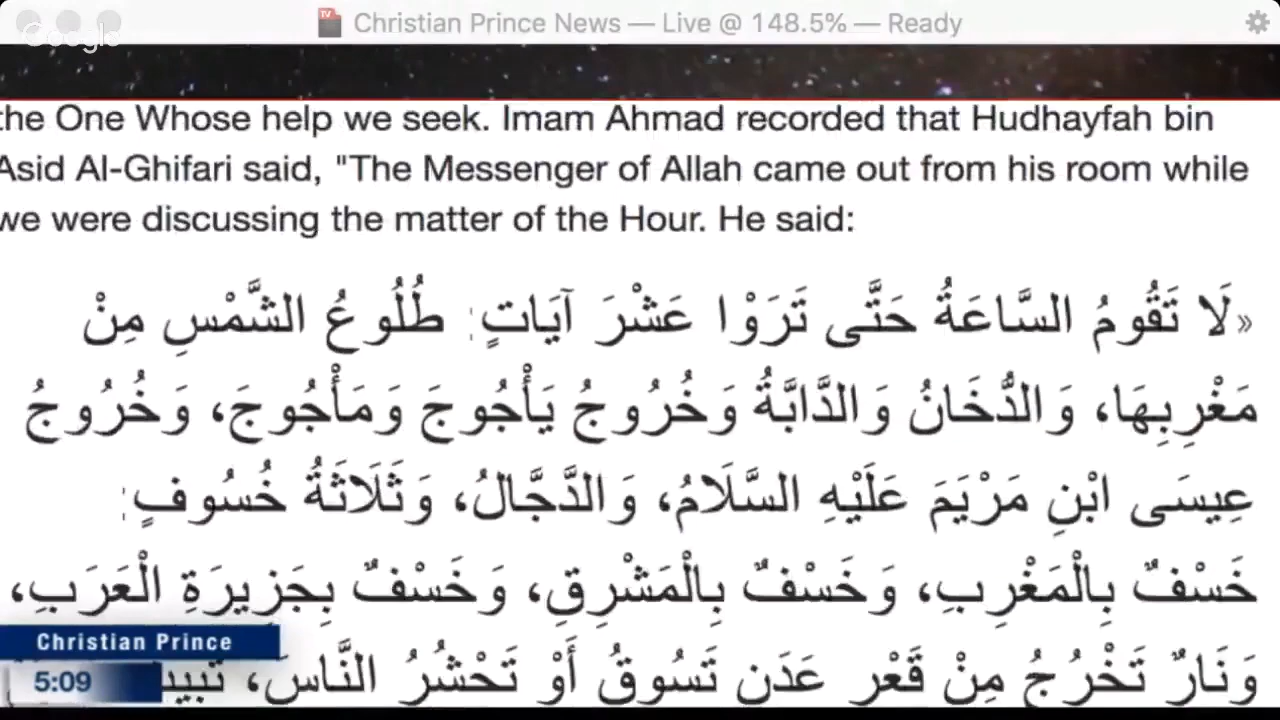 Christian Prince News — Live @ 148.5% — Ready
Google
the One Whose help we seek. Imam Ahmad recorded that Hudhayfah bin
Asid Al-Ghifari said, "The Messenger of Allah came out from his room while
we were discussing the matter of the Hour. He said:
«لَا تَقُومُ السَّاعَةُ حَتَّى تَرَوْا عَشْرَ آيَاتٍ: طُلُوعُ الشَّمْسِ مِنْ
مَغْرِبِهَا، وَالدُّخَانُ وَالدَّابَّةُ وَخُرُوجُ يَأْجُوجَ وَمَأْجُوجَ، وَخُرُوجُ
عِيسَى ابْنِ مَرْيَمَ عَلَيْهِ السَّلَامُ، وَالدَّجَّالُ، وَثَلَاثَةُ خُسُوفٍ:
خَسْفٌ بِالْمَغْرِبِ، وَخَسْفٌ بِالْمَشْرِقِ، وَخَسْفٌ بِجَزِيرَةِ الْعَرَبِ،
وَنَارٌ تَخْرُجُ مِنْ قَعْرِ عَدَن تَسُوقُ أَوْ تَحْشُرُ النَّاسَ،
Christian Prince
5:09